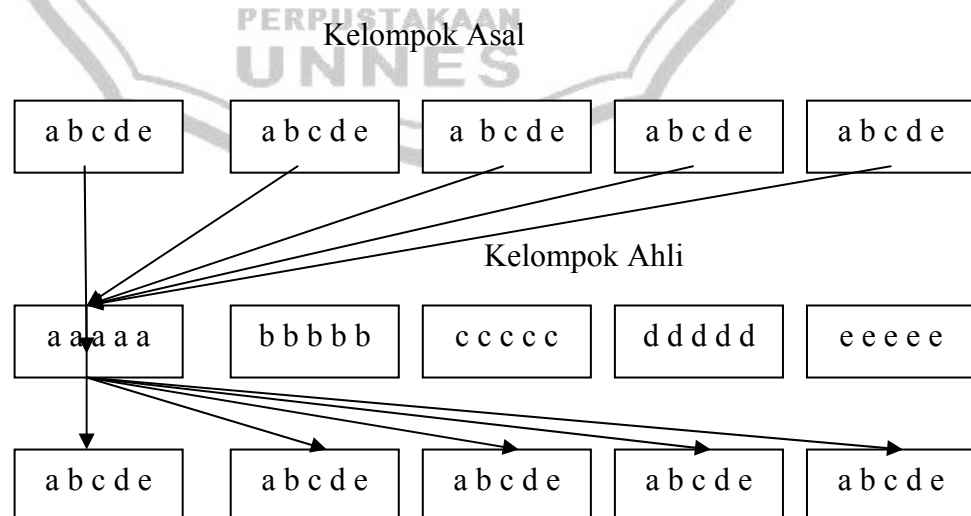 PERPUSTAKAAN
Kelompok Asal
UNNES
a b c d e a b c d e a b c d e a b c d e a b c d e
Kelompok Ahli
a a a a a b b b b b c c c c c d d d d d e e e e e
a b c d e a b c d e a b c d e a b c d e a b c d e